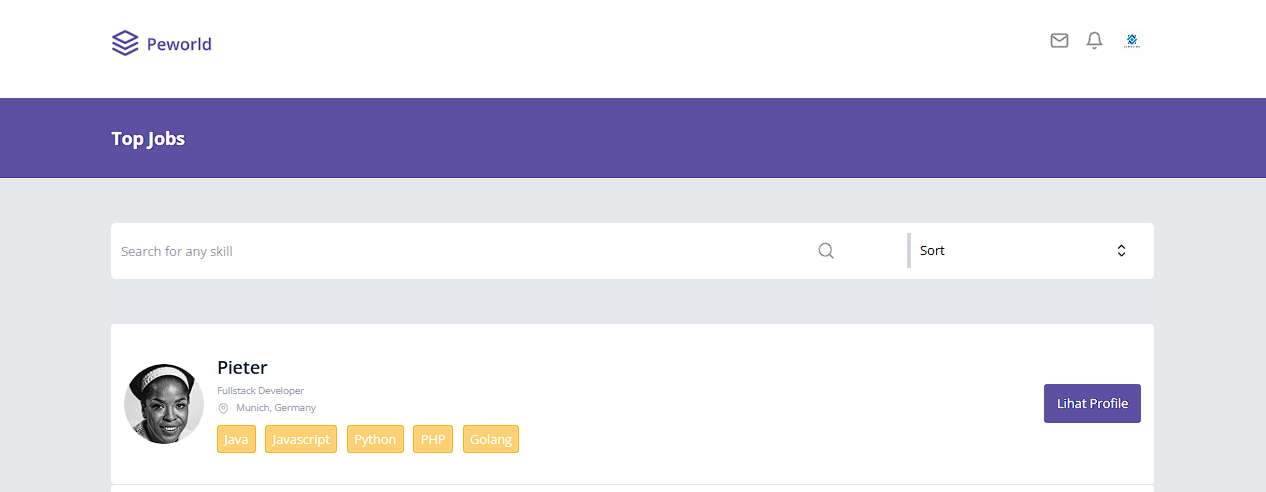 Peworld
Top Jobs
Search for any skill
Sort
Pieter
Fullstack Developer
Munich, Germany
Java Javascript Python PHP Golang
Lihat Profile